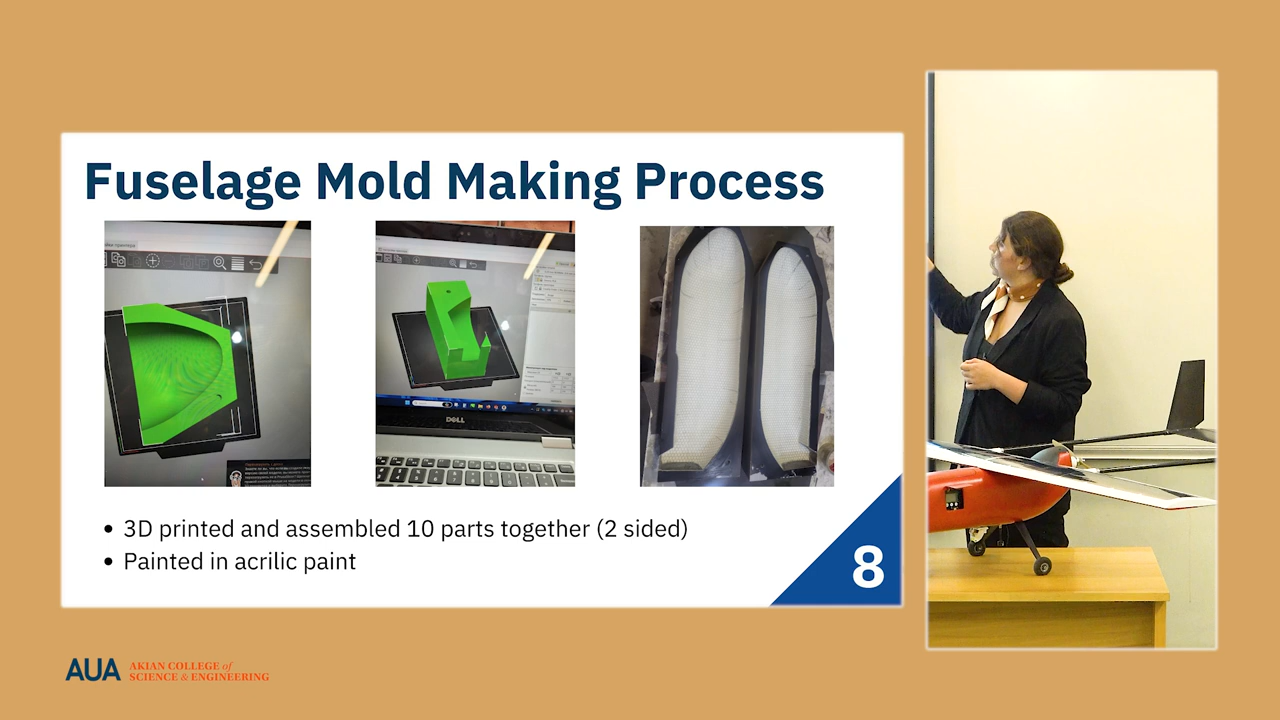 Fuselage Mold Making Process
DELL
• 3D printed and assembled 10 parts together (2 sided)
• Painted in acrilic paint
8
AUA
AKIAN COLLEGE of
SCIENCE & ENGINEERING